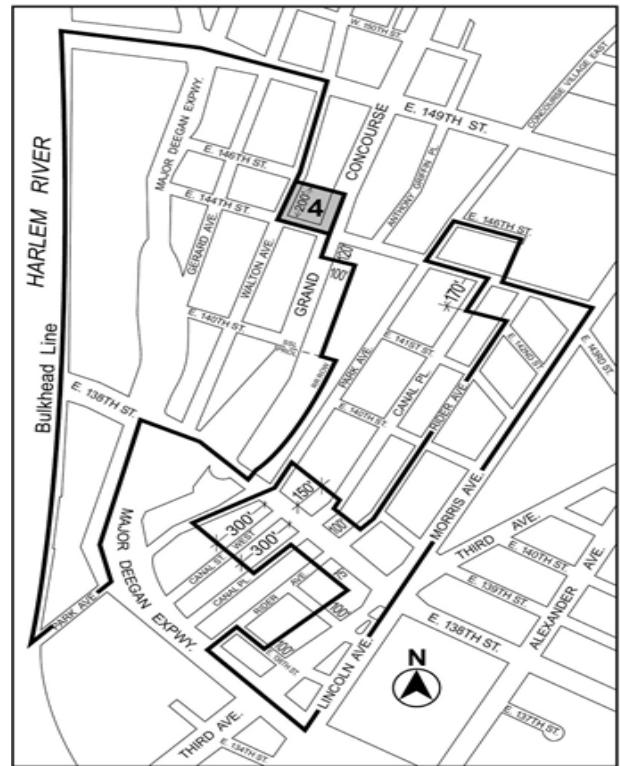 W. 150TH ST.
CONCOURSE VILLAGE EAST
MAJOR DEEGAN EXPWY.
E. 149TH ST.
CONCOURSE
E. 146TH ST.
ANTHONY GRIFFIN PL.
HARLEM RIVER
Bulkhead Line
E. 144TH ST.
200'
4
E. 146TH ST.
GERARD AVE.
WALTON AVE.
GRAND
120'
100'
170'
E. 140TH ST.
PARK AVE.
E. 141ST ST.
E. 142ND ST.
E. 143RD ST.
CANAL PL.
RIDER AVE.
E. 138TH ST.
E. 140TH ST.
MAJOR DEEGAN EXPWY.
150'
300'
100'
MORRIS AVE.
CANAL ST. WEST
300'
THIRD AVE.
E. 140TH ST.
ALEXANDER AVE.
CANAL PL.
RIDER AVE.
100'
E. 139TH ST.
E. 138TH ST.
PARK AVE.
100'
LINCOLN AVE.
N
E. 137TH ST.
THIRD AVE.
E. 134TH ST.